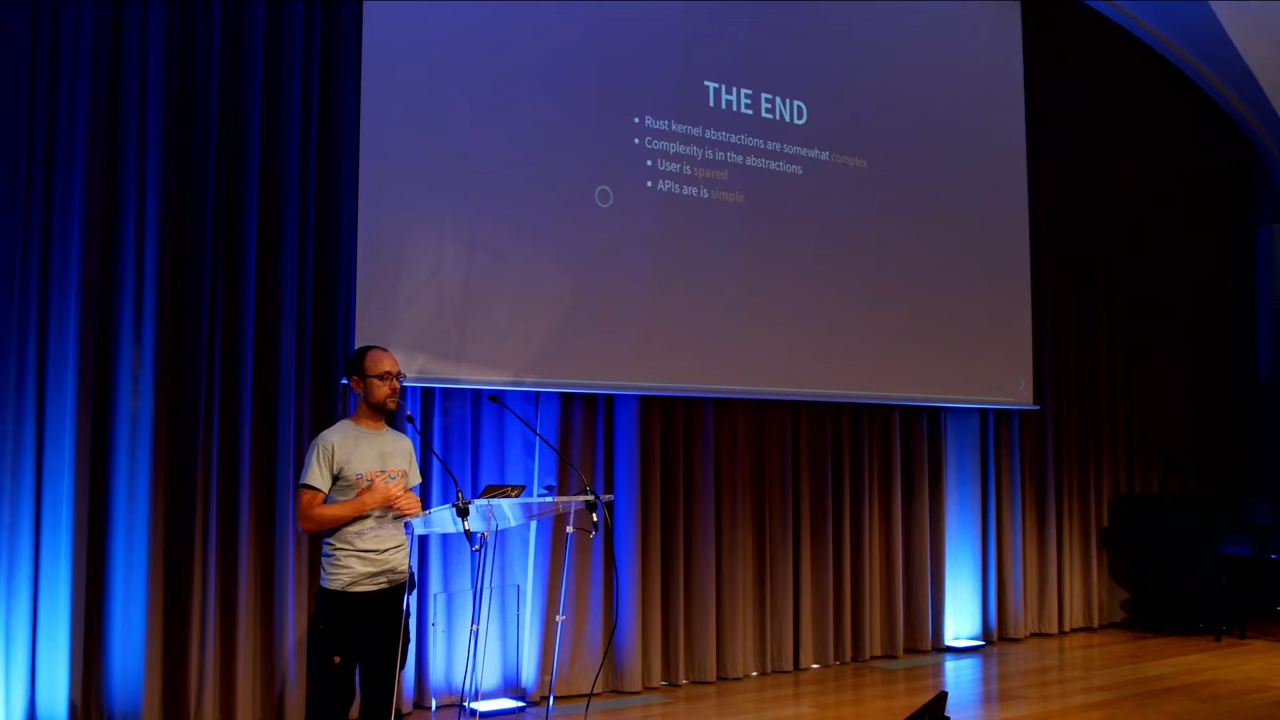 THE END
Rust kernel abstractions are somewhat complex
Complexity is in the abstractions
User is spared
APIs are is simple